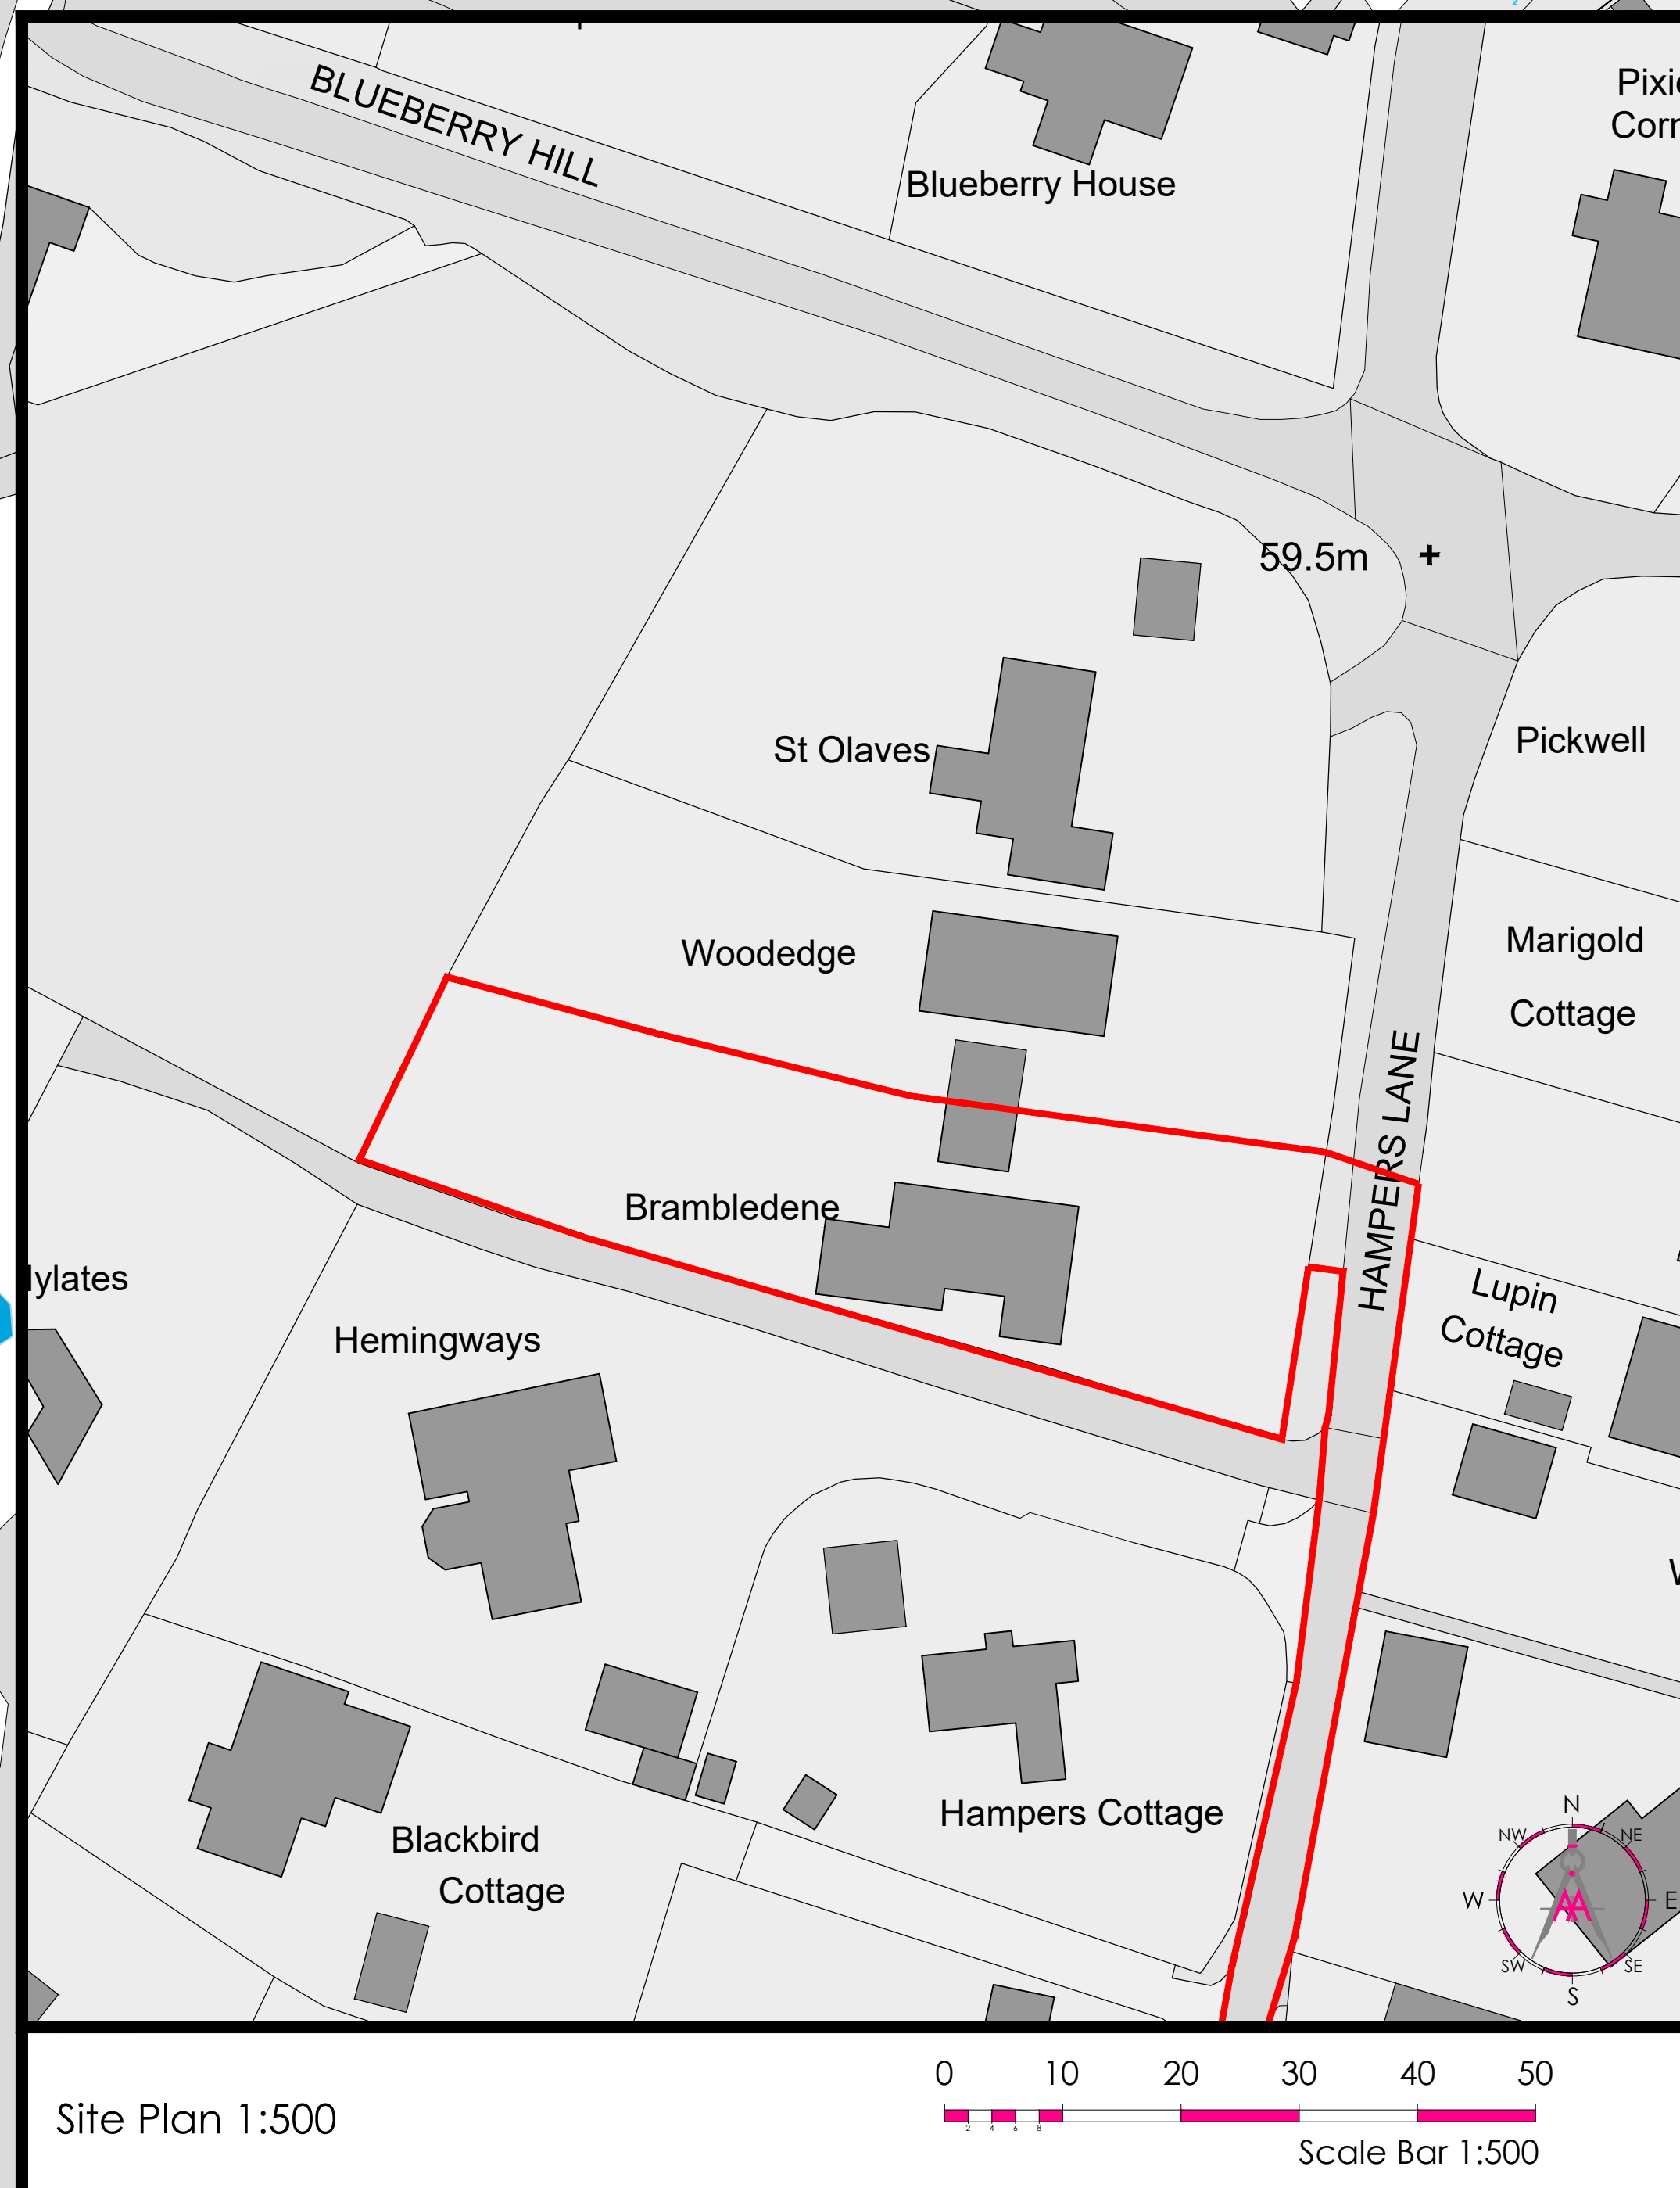 BLUEBERRY HILL
Blueberry House
59.5m
St Olaves
Pickwell
Woodedge
Marigold
Cottage
HAMPERS LANE
Brambledene
Lupin
Cottage
Hemingways
Hampers Cottage
Blackbird
Cottage
N
NW
NE
W
E
SW
SE
S
AA
0 10 20 30 40 50
2 4 6 8
Site Plan 1:500
Scale Bar 1:500